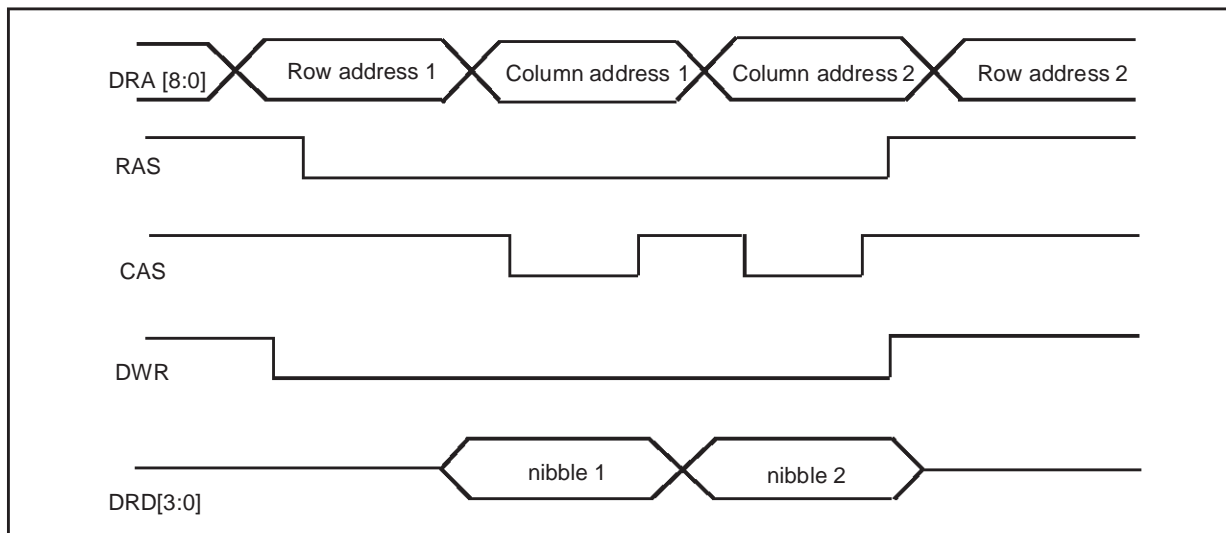 DRA [8:0]
Row address 1
Column address 1
Column address 2
Row address 2
RAS
CAS
DWR
nibble 1
nibble 2
DRD[3:0]